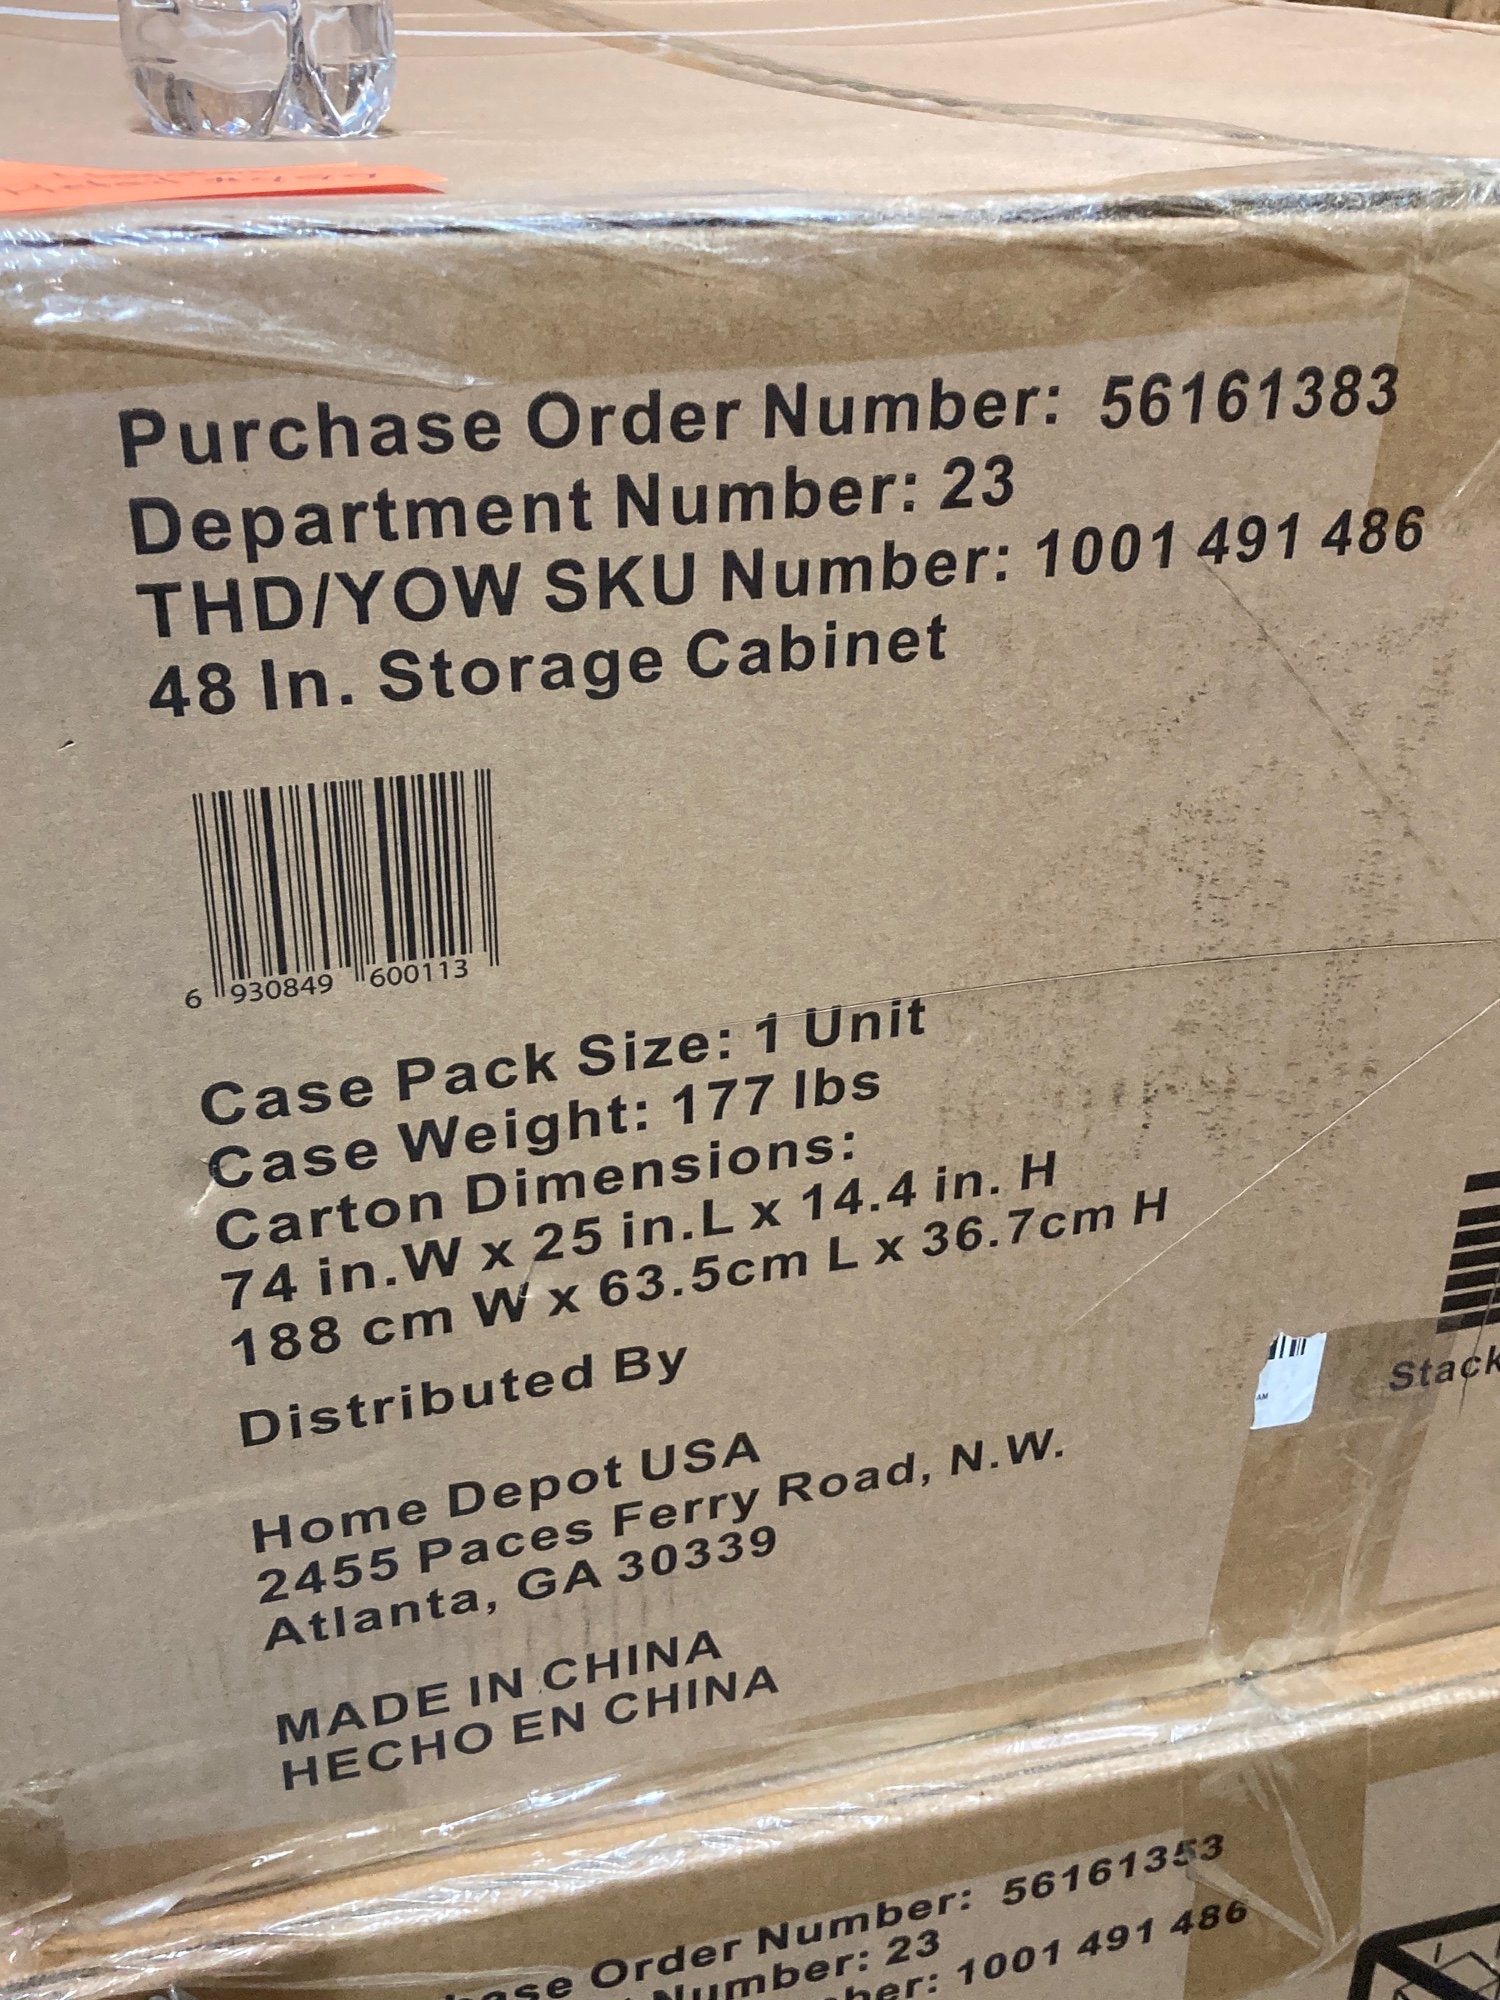 Purchase Order Number: 56161383
Department Number: 23
THD/YOW SKU Number: 1001 491 486
48 In. Storage Cabinet
6 930849 600113
Case Pack Size: 1 Unit
Case Weight: 177 lbs
Carton Dimensions:
74 in.W x 25 in.L x 14.4 in. H
188 cm W x 63.5cm L x 36.7cm H
AM
Stack
Distributed By
Home Depot USA
2455 Paces Ferry Road, N.W.
Atlanta, GA 30339
MADE IN CHINA
HECHO EN CHINA
ase Order Number: 56161353
Number: 23
ber: 1001 491 486